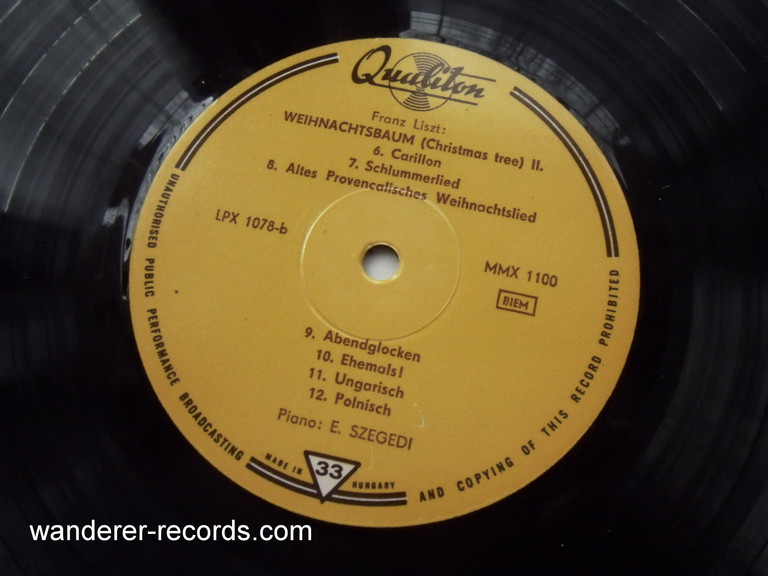 Qualiton
Franz Liszt:
WEIHNACHTSBAUM (Christmas tree) II.
6. Carillon
7. Schlummerlied
8. Altes Provencalisches Weihnachtslied
LPX 1078-b
MMX 1100
BIEM
9. Abendglocken
10. Ehemals!
11. Ungarisch
12. Polnisch
Piano: E. SZEGEDI
MADE IN 33 HUNGARY
UNAUTHORISED PUBLIC PERFORMANCE BROADCASTING
AND COPYING OF THIS RECORD PROHIBITED
wanderer-records.com